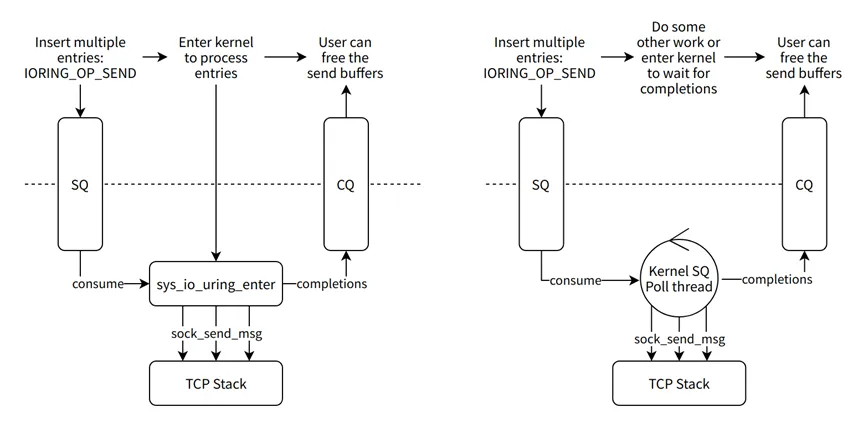 Insert multiple
entries:
IORING_OP_SEND
Enter kernel
to process
entries
User can
free the
send buffers
SQ
CQ
consume
sys_io_uring_enter
completions
sock_send_msg
TCP Stack
Insert multiple
entries:
IORING_OP_SEND
Do some
other work or
enter kernel
to wait for
completions
User can
free the
send buffers
SQ
CQ
consume
Kernel SQ
Poll thread
completions
sock_send_msg
TCP Stack